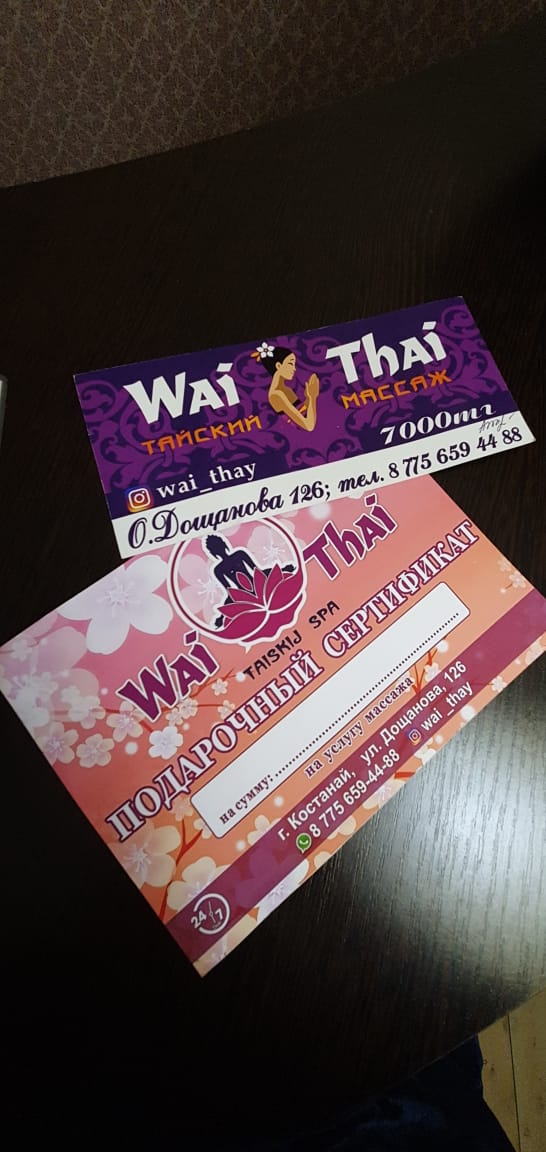 Wai Thai
ТАЙСКИЙ МАССАЖ
7000тг
wai_thay
О.Дощанова 126; тел. 8 775 659 44 88
Wai Thai
TAISKIJ SPA
ПОДАРОЧНЫЙ СЕРТИФИКАТ
на сумму:
на услугу массажа
г. Костанай, ул. Дощанова, 126
8 775 659-44-88 wai_thay
24 7